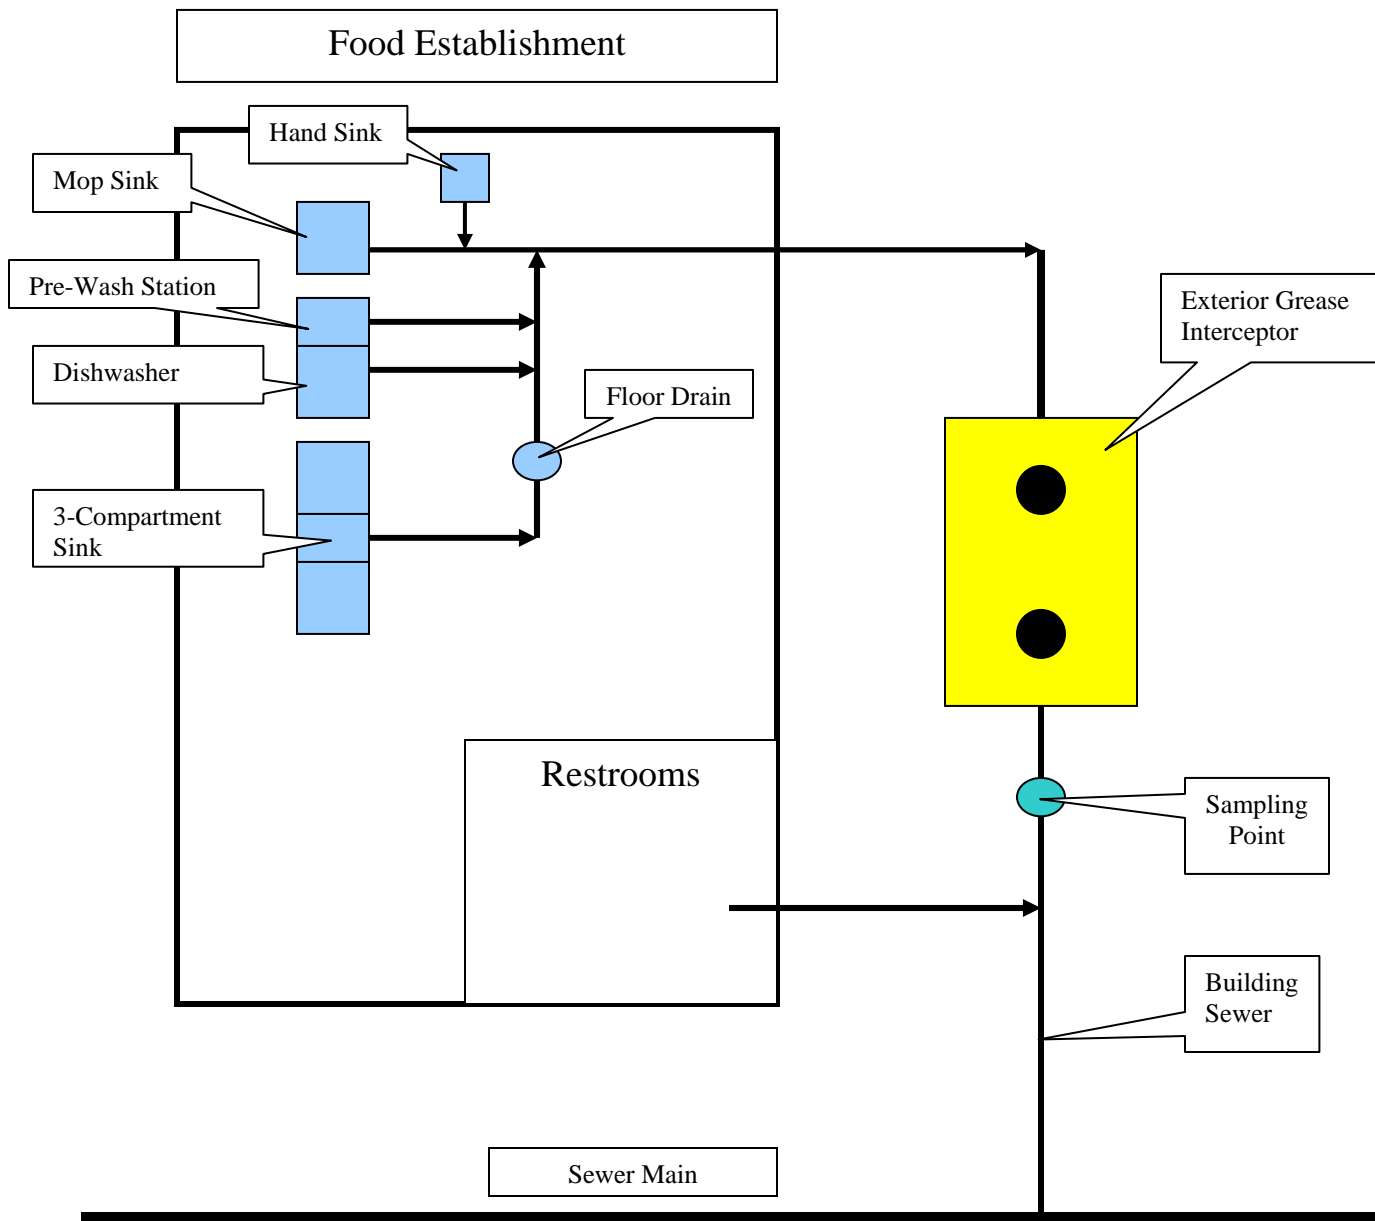 Food Establishment
Hand Sink
Mop Sink
Pre-Wash Station
Exterior Grease
Interceptor
Dishwasher
Floor Drain
3-Compartment
Sink
Restrooms
Sampling
Point
Building
Sewer
Sewer Main